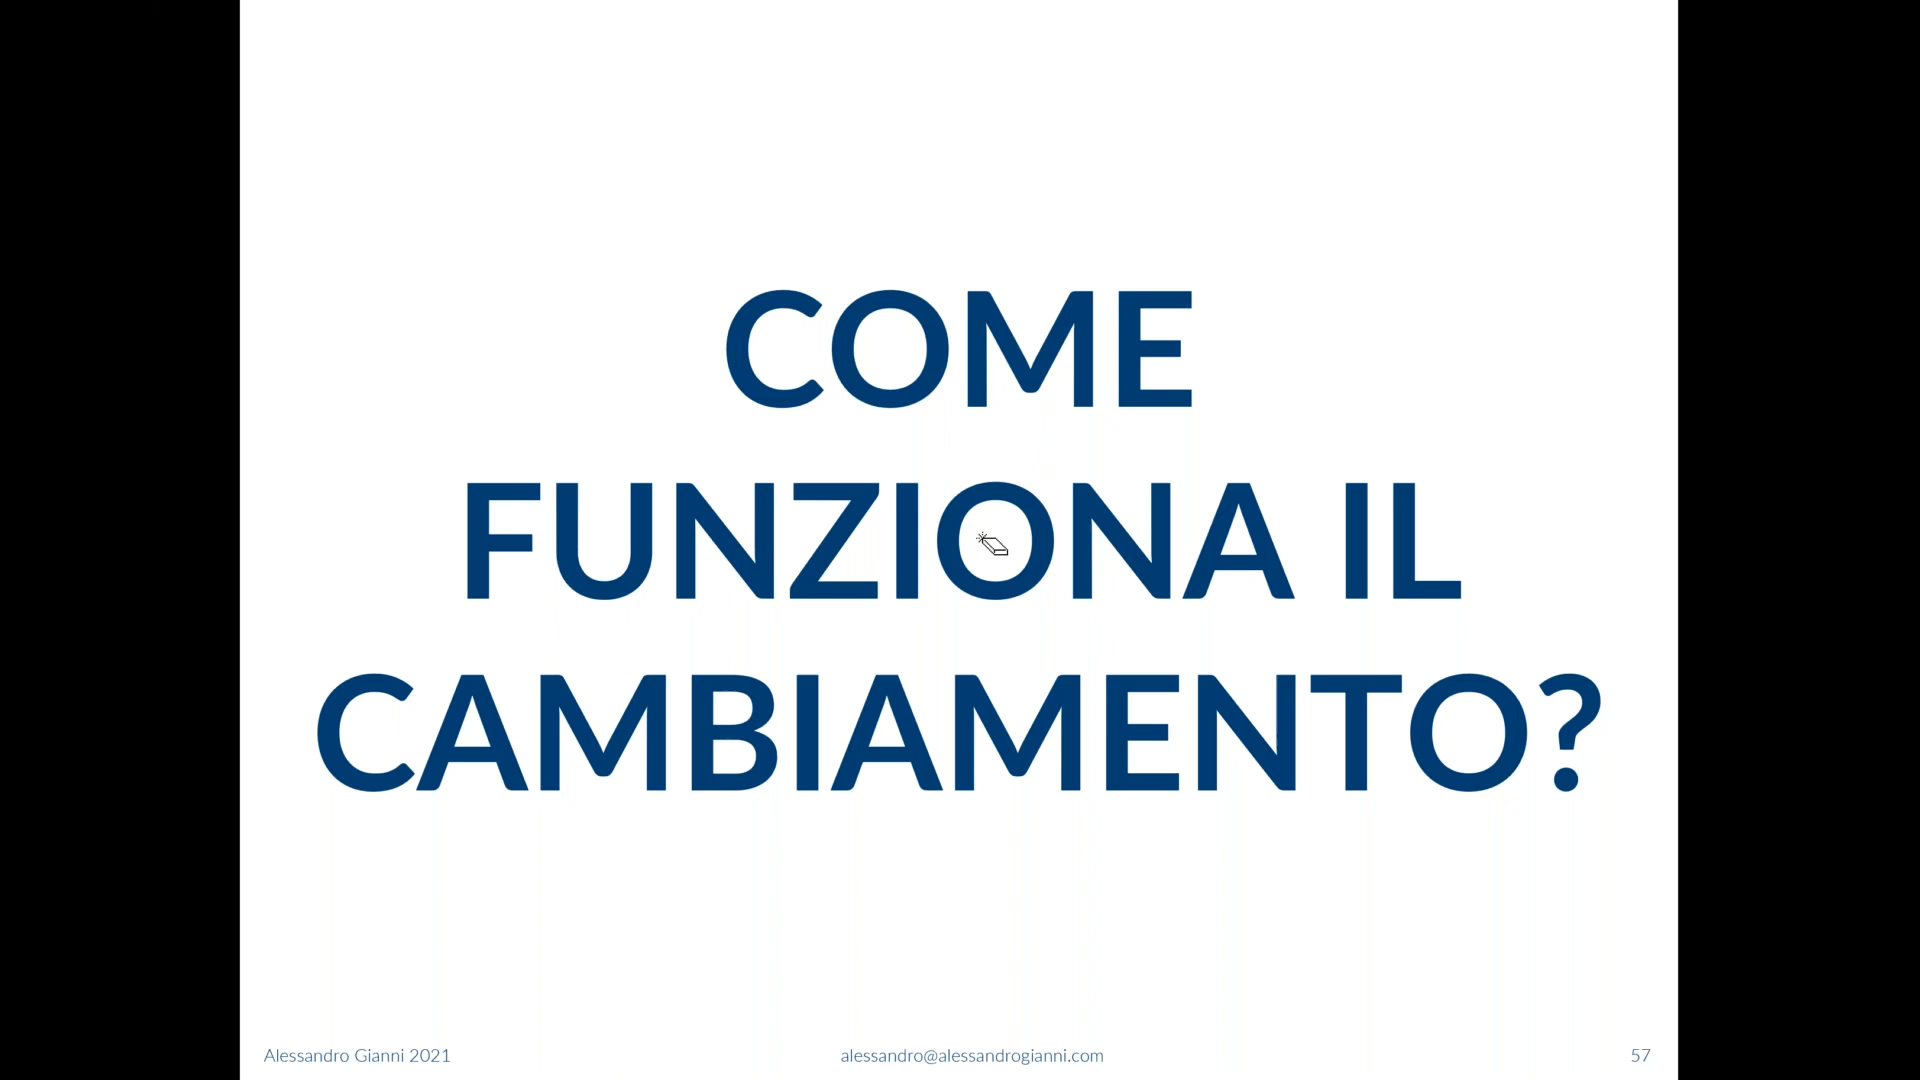 COME
FUNZIONA IL
CAMBIAMENTO?
Alessandro Gianni 2021
alessandro@alessandrogianni.com
57